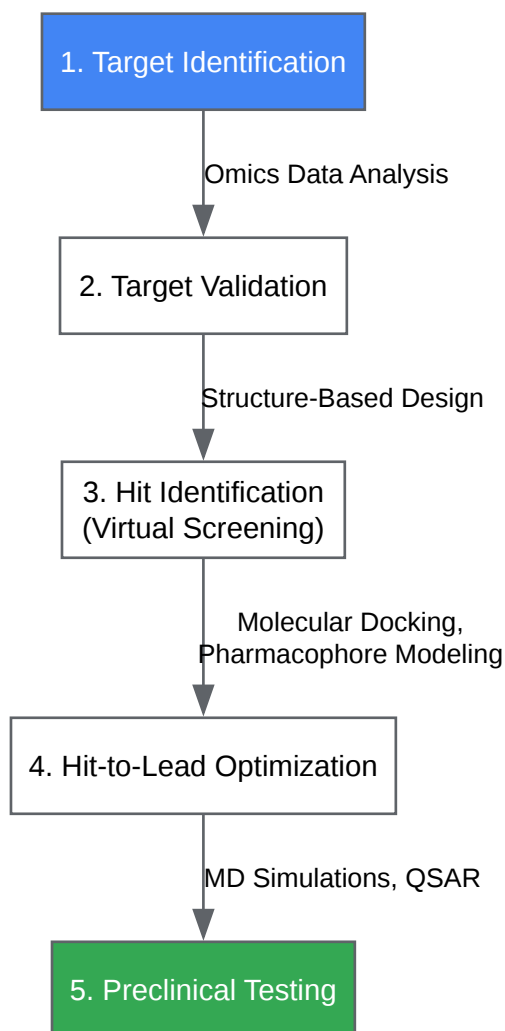 1. Target Identification
Omics Data Analysis
2. Target Validation
Structure-Based Design
3. Hit Identification
(Virtual Screening)
Molecular Docking,
Pharmacophore Modeling
4. Hit-to-Lead Optimization
MD Simulations, QSAR
5. Preclinical Testing